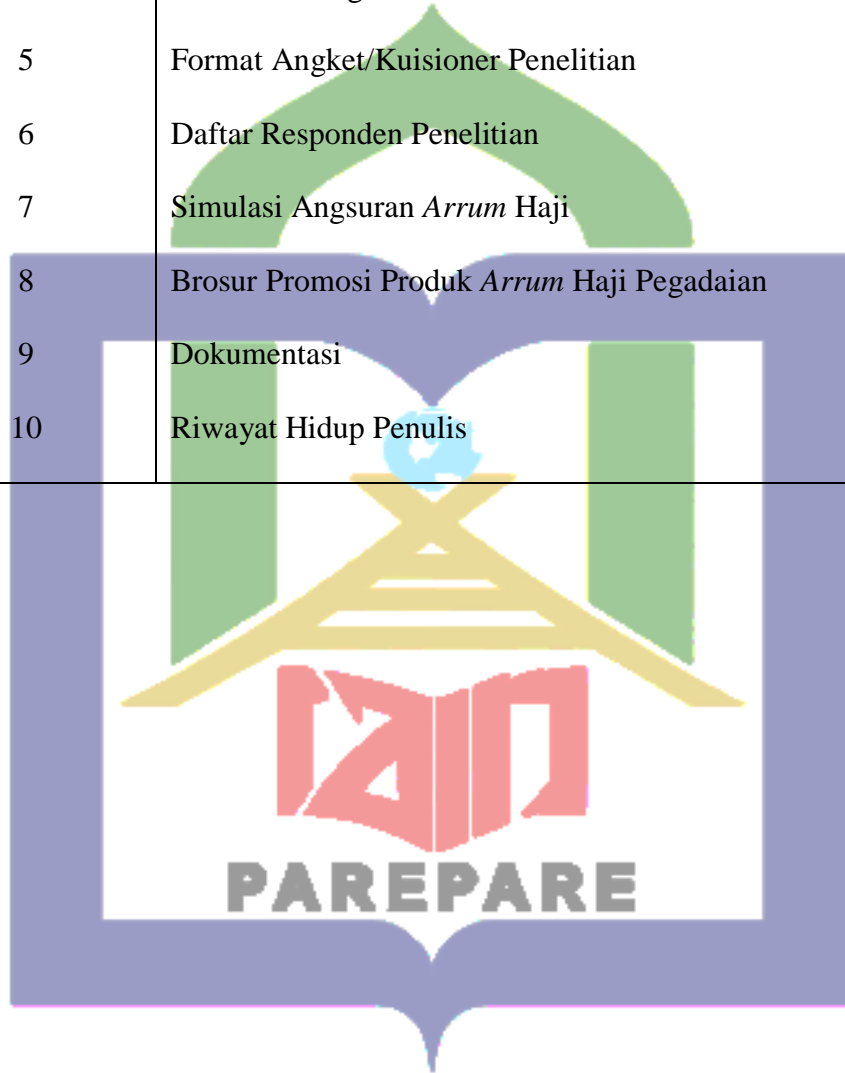 5 Format Angket/Kuisioner Penelitian
6 Daftar Responden Penelitian
7 Simulasi Angsuran Arrum Haji
8 Brosur Promosi Produk Arrum Haji Pegadaian
9 Dokumentasi
10 Riwayat Hidup Penulis
iain
PAREPARE